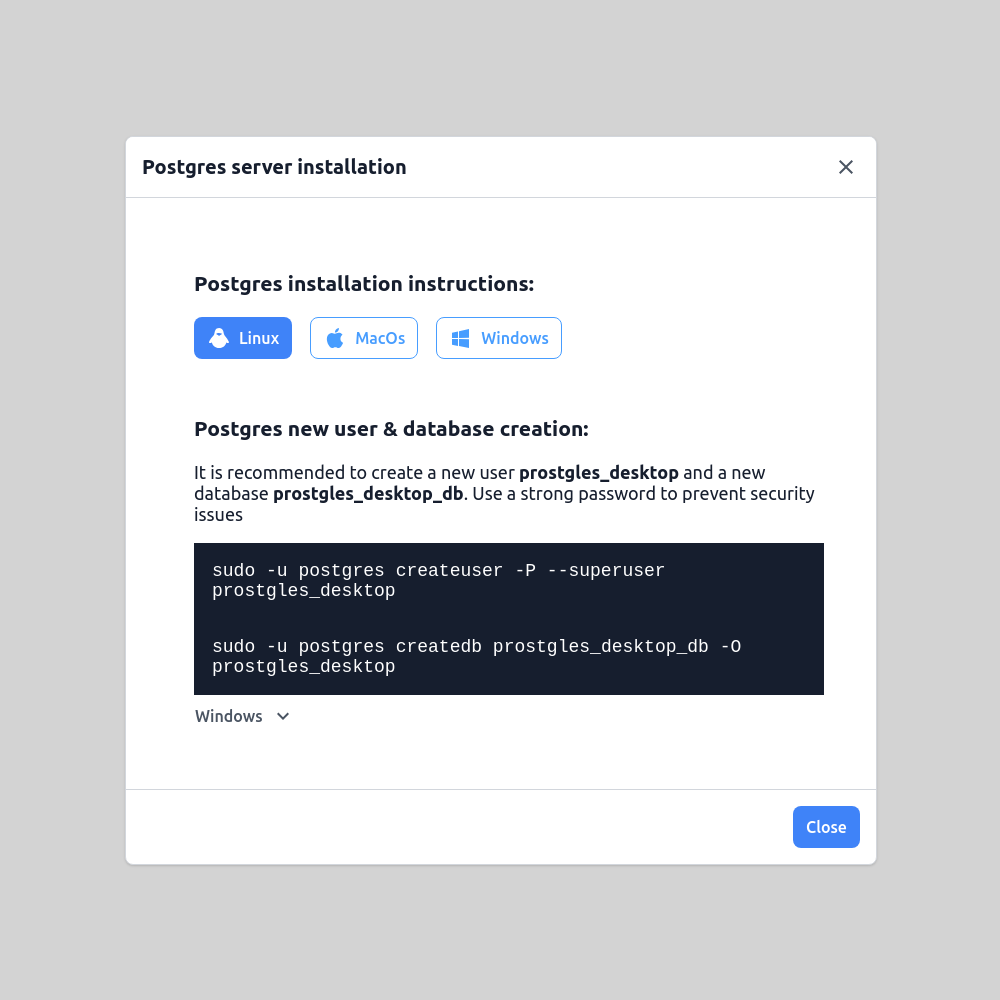 Postgres server installation
Postgres installation instructions:
Linux
MacOs
Windows
Postgres new user & database creation:
It is recommended to create a new user prostgles_desktop and a new
database prostgles_desktop_db. Use a strong password to prevent security
issues
sudo -u postgres createuser -P --superuser
prostgles_desktop
sudo -u postgres createdb prostgles_desktop_db -O
prostgles_desktop
Windows
Close